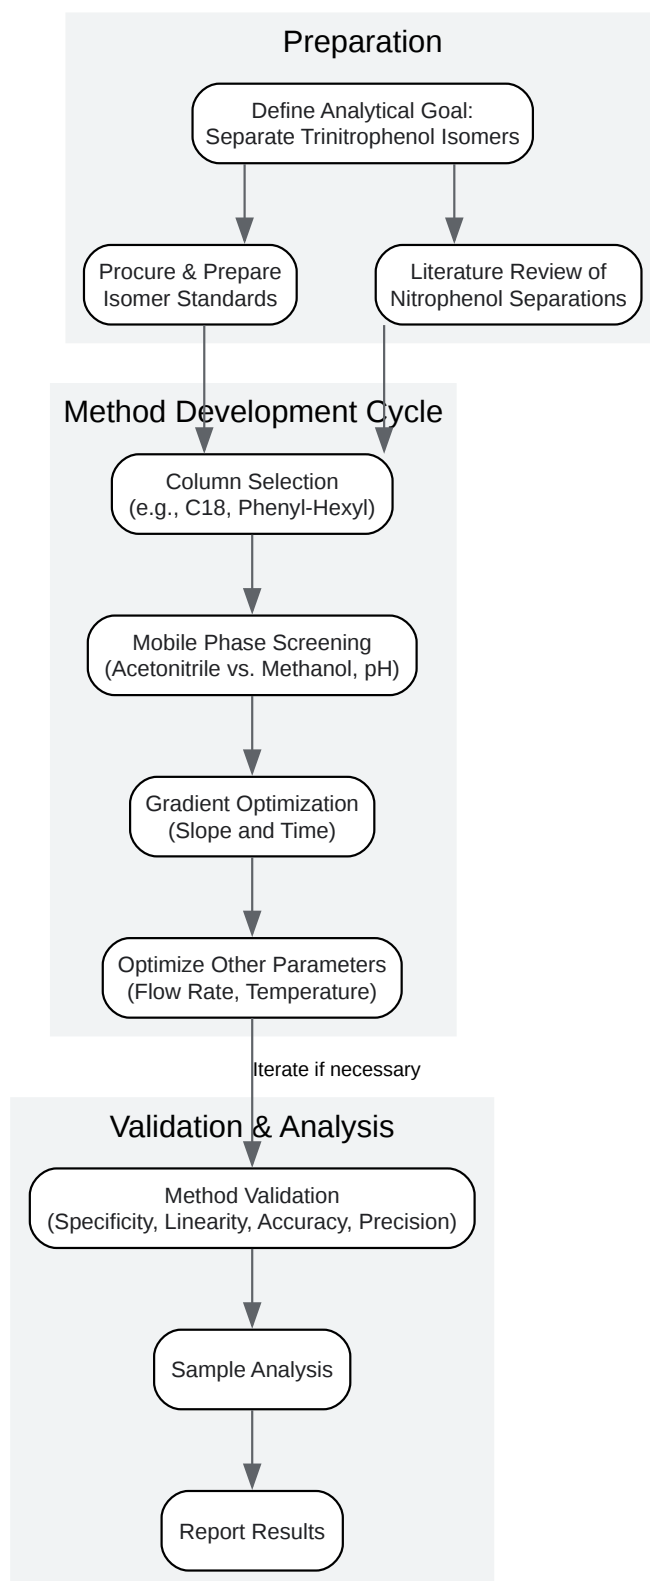 Preparation
Define Analytical Goal:
Separate Trinitrophenol Isomers
Procure & Prepare
Isomer Standards
Literature Review of
Nitrophenol Separations
Method Development Cycle
Column Selection
(e.g., C18, Phenyl-Hexyl)
Mobile Phase Screening
(Acetonitrile vs. Methanol, pH)
Gradient Optimization
(Slope and Time)
Optimize Other Parameters
(Flow Rate, Temperature)
Iterate if necessary
Validation & Analysis
Method Validation
(Specificity, Linearity, Accuracy, Precision)
Sample Analysis
Report Results